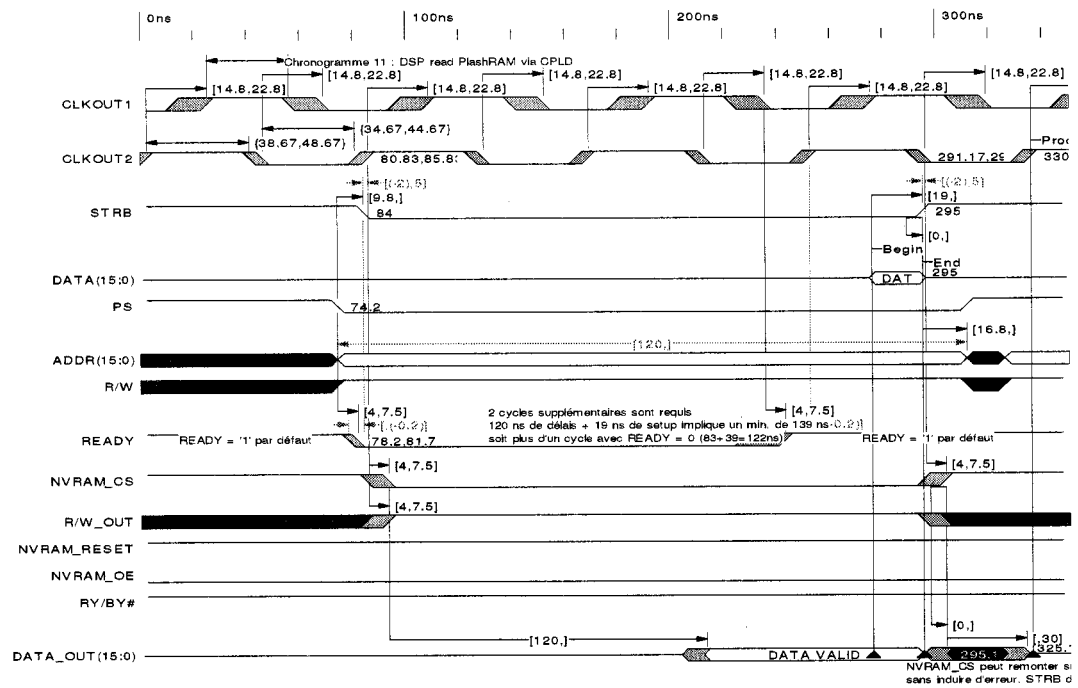 0ns 100ns 200ns 300ns
Chronogramme 11 : DSP read PlashRAM via CPLD
[14.8,22.8] [14.8,22.8] [14.8,22.8] [14.8,22.8]
CLKOUT1 [14.8,22.8] [14.8,22.8] [14.8,22.8] [14.8,22.8] [14.8,22.8]
{34.67,44.67}
{38.67,48.67}
Proc
CLKOUT2 80.83,85.83 291.17,29 330
[(-2),5] [(-2),5]
[9.8,] [19,]
STRB 84 295
[0,]
Begin
End
DATA(15:0) DAT 295
PS 74.2
[16.8,]
[120,]
ADDR(15:0)
R/W
[4,7.5] 2 cycles supplémentaires sont requis [4,7.5]
[,(-0.2)] 120 ns de délais + 19 ns de setup implique un min. de 139 ns -0.2)]
READY READY = '1' par défaut 78.2,81.7 soit plus d'un cycle avec READY = 0 (83+39=122ns) READY = '1' par défaut
[4,7.5] [4,7.5]
NVRAM_CS
[4,7.5]
R/W_OUT
NVRAM_RESET
NVRAM_OE
RY/BY#
[0,]
[120,] [,30]
325.1
DATA_OUT(15:0) DATA VALID 295.1
NVRAM_CS peut remonter s
sans induire d'erreur. STRB d